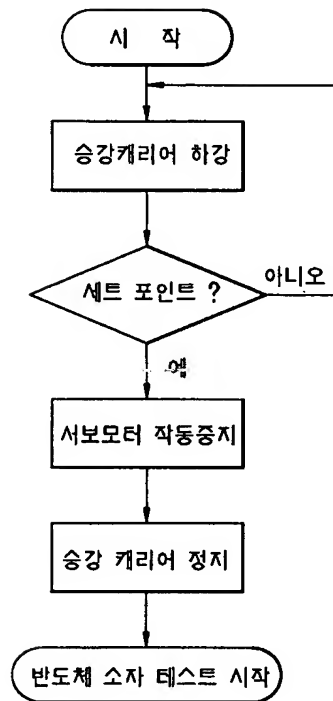 시 작
승강캐리어 하강
세트 포인트 ?
아니오
예
서보모터 작동중지
승강 캐리어 정지
반도체 소자 테스트 시작